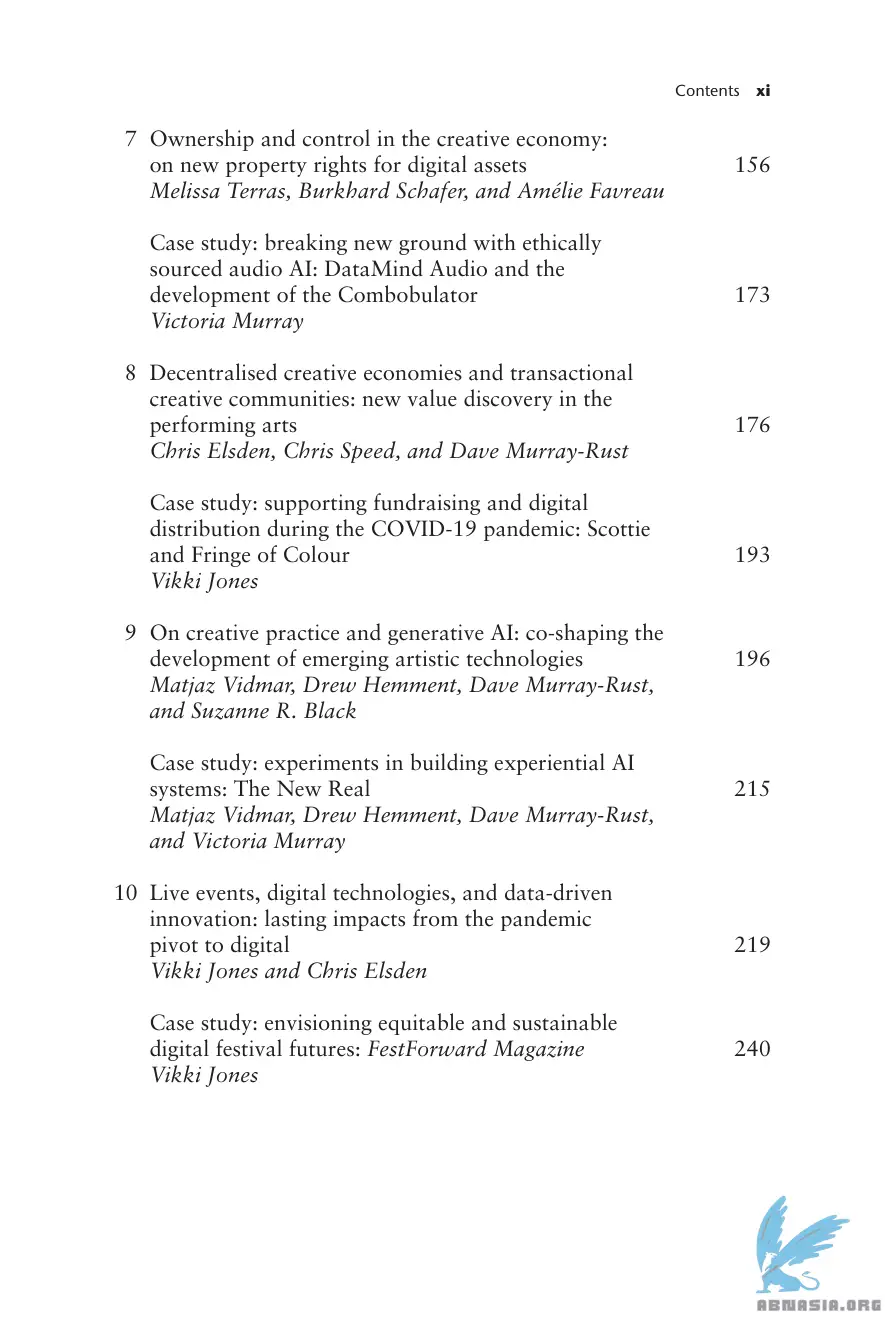 Contents xi
7 Ownership and control in the creative economy:
on new property rights for digital assets 156
Melissa Terras, Burkhard Schafer, and Amélie Favreau
Case study: breaking new ground with ethically
sourced audio AI: DataMind Audio and the
development of the Combobulator 173
Victoria Murray
8 Decentralised creative economies and transactional
creative communities: new value discovery in the
performing arts 176
Chris Elsden, Chris Speed, and Dave Murray-Rust
Case study: supporting fundraising and digital
distribution during the COVID-19 pandemic: Scottie
and Fringe of Colour 193
Vikki Jones
9 On creative practice and generative AI: co-shaping the
development of emerging artistic technologies 196
Matjaz Vidmar, Drew Hemment, Dave Murray-Rust,
and Suzanne R. Black
Case study: experiments in building experiential AI
systems: The New Real 215
Matjaz Vidmar, Drew Hemment, Dave Murray-Rust,
and Victoria Murray
10 Live events, digital technologies, and data-driven
innovation: lasting impacts from the pandemic
pivot to digital 219
Vikki Jones and Chris Elsden
Case study: envisioning equitable and sustainable
digital festival futures: FestForward Magazine 240
Vikki Jones
ABNASIA.ORG